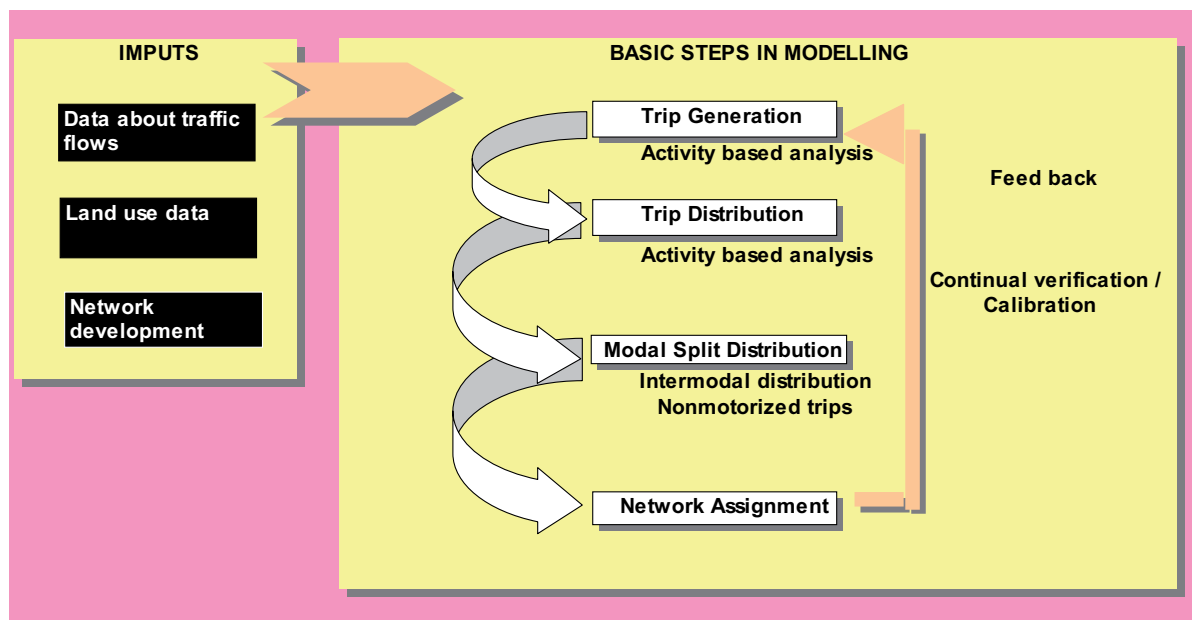 IMPUTS
Data about traffic
flows
Land use data
Network
development
BASIC STEPS IN MODELLING
Trip Generation
Activity based analysis
Trip Distribution
Activity based analysis
Modal Split Distribution
Intermodal distribution
Nonmotorized trips
Network Assignment
Feed back
Continual verification /
Calibration